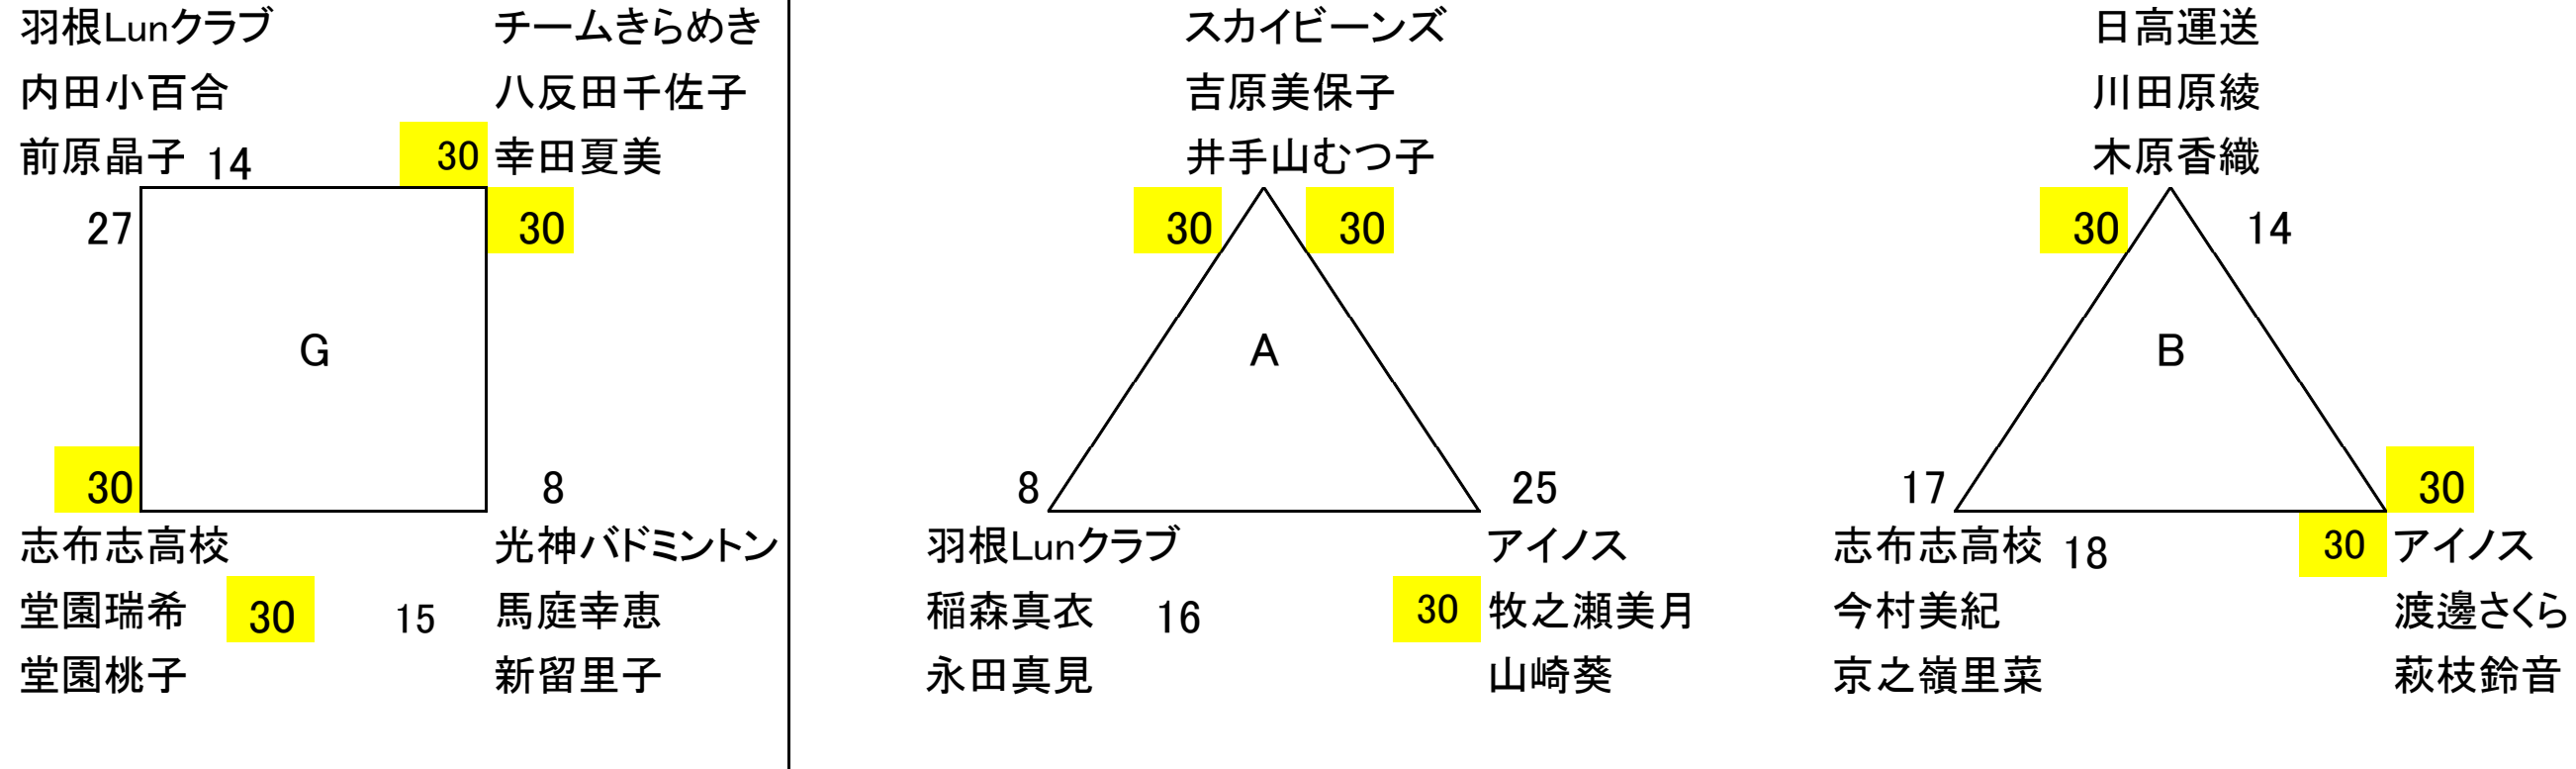 羽根Lunクラブ
内田小百合
前原晶子 14
チームきらめき
八反田千佐子
30 幸田夏美
27
30
G
30
8
志布志高校
堂園瑞希 30
堂園桃子
光神バドミントン
15 馬庭幸恵
新留里子
スカイビーンズ
吉原美保子
井手山むつ子
30
30
A
8
25
羽根Lunクラブ
稲森真衣 16
永田真見
アイノス
30 牧之瀬美月
山崎葵
日高運送
川田原綾
木原香織
30
14
B
17
30
志布志高校 18
今村美紀
京之嶺里菜
30 アイノス
渡邊さくら
萩枝鈴音